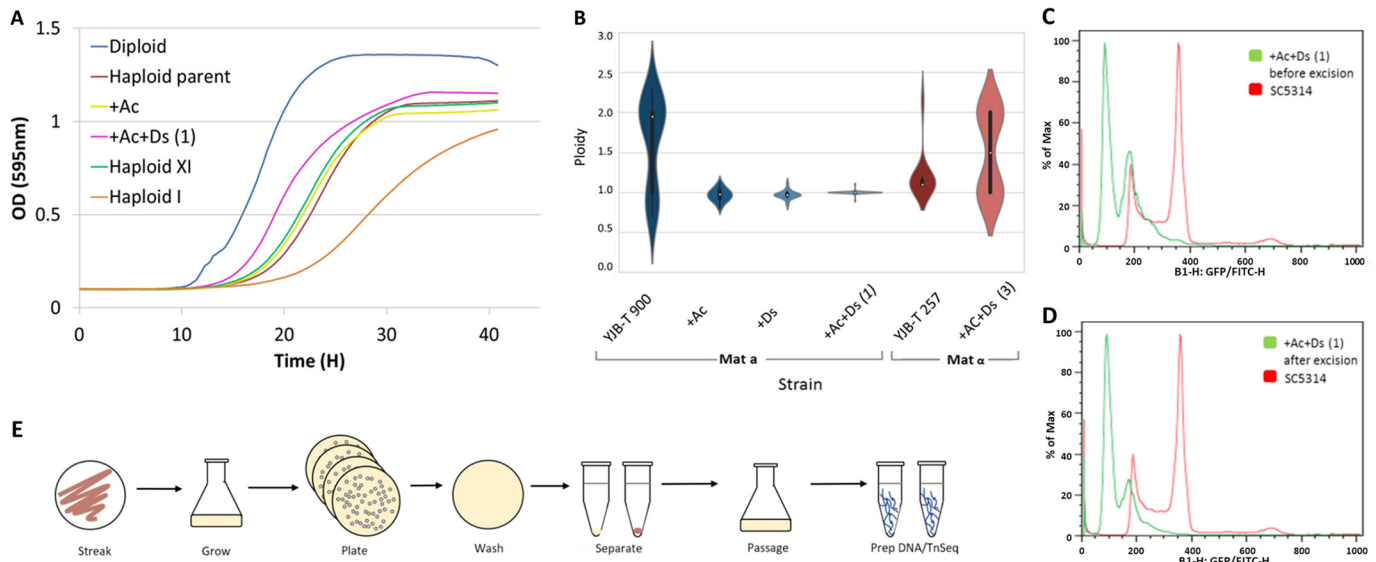 A
1.5
1
0.5
0
OD (595nm)
Diploid
Haploid parent
+Ac
+Ac+Ds (1)
Haploid XI
Haploid I
0
10
20
30
40
Time (H)
B
3.0
2.5
2.0
1.5
1.0
0.5
0.0
Ploidy
YJB-T 900
+Ac
+Ds
+Ac+Ds (1)
YJB-T 257
+AC+Ds (3)
Mat a
Mat α
Strain
C
100
80
60
40
20
0
% of Max
+Ac+Ds (1)
before excision
SC5314
0
200
400
600
800
1000
B1-H: GFP/FITC-H
D
100
80
60
40
20
0
% of Max
+Ac+Ds (1)
after excision
SC5314
0
200
400
600
800
1000
B1-H: GFP/FITC-H
E
Streak
Grow
Plate
Wash
Separate
Passage
Prep DNA/TnSeq